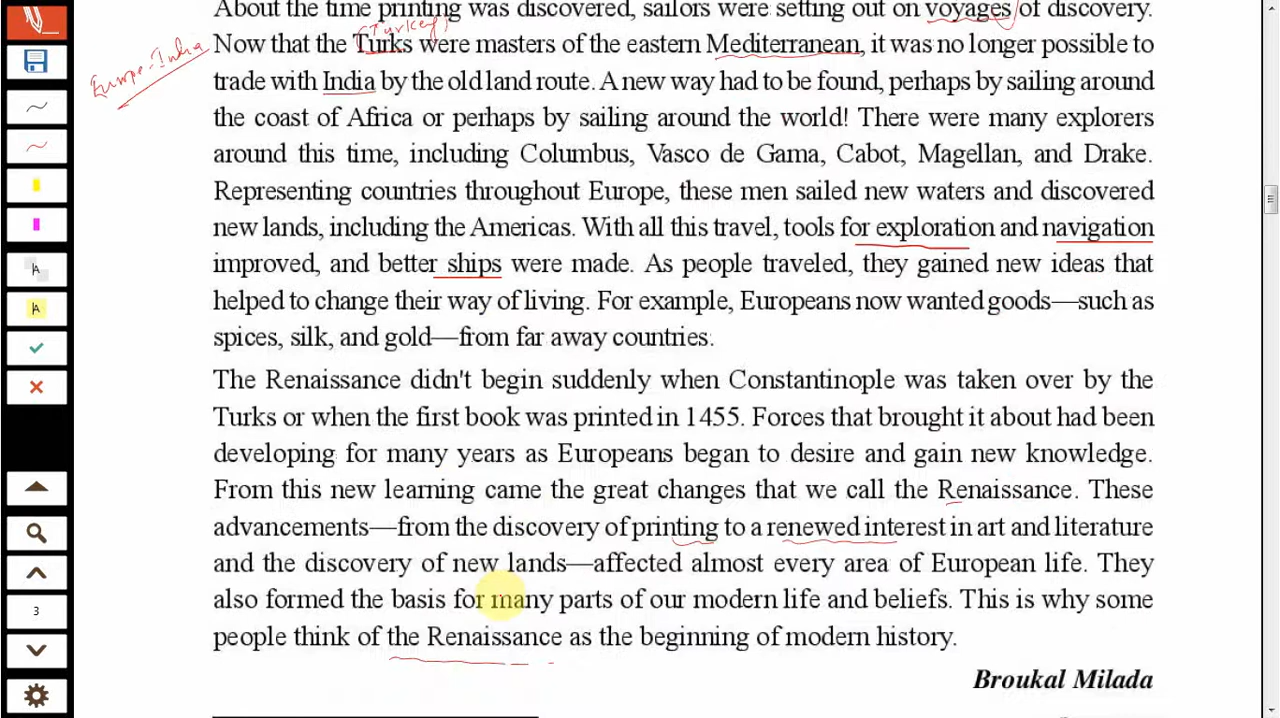 About the time printing was discovered, sailors were setting out on voyages of discovery.
(Turkey)
Now that the Turks were masters of the eastern Mediterranean, it was no longer possible to
Europe-India
trade with India by the old land route. A new way had to be found, perhaps by sailing around
the coast of Africa or perhaps by sailing around the world! There were many explorers
around this time, including Columbus, Vasco de Gama, Cabot, Magellan, and Drake.
Representing countries throughout Europe, these men sailed new waters and discovered
new lands, including the Americas. With all this travel, tools for exploration and navigation
improved, and better ships were made. As people traveled, they gained new ideas that
helped to change their way of living. For example, Europeans now wanted goods—such as
spices, silk, and gold—from far away countries.
The Renaissance didn't begin suddenly when Constantinople was taken over by the
Turks or when the first book was printed in 1455. Forces that brought it about had been
developing for many years as Europeans began to desire and gain new knowledge.
From this new learning came the great changes that we call the Renaissance. These
advancements—from the discovery of printing to a renewed interest in art and literature
and the discovery of new lands—affected almost every area of European life. They
also formed the basis for many parts of our modern life and beliefs. This is why some
people think of the Renaissance as the beginning of modern history.
Broukal Milada
A
A
3